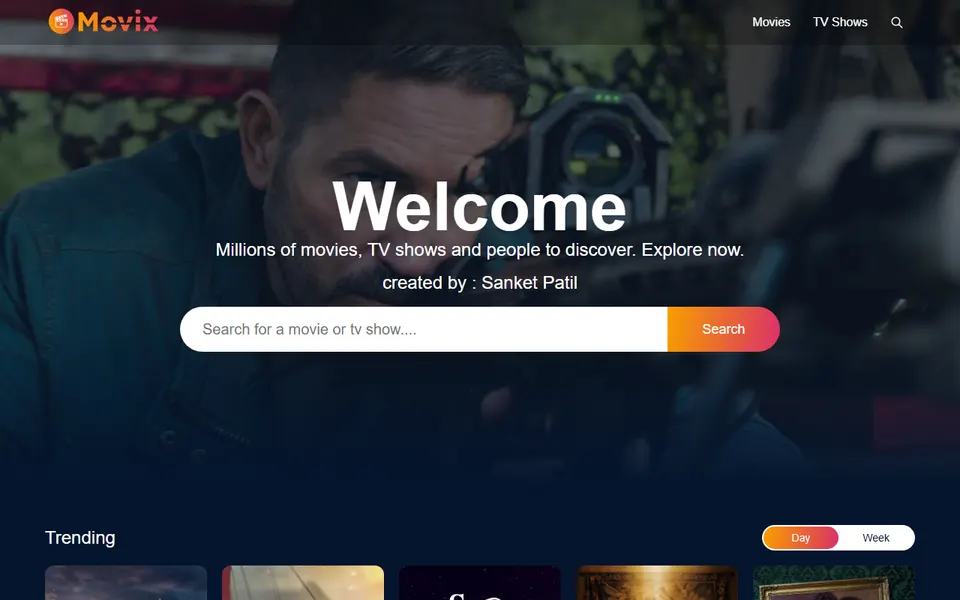 Movix
Movies
TV Shows
Welcome
Millions of movies, TV shows and people to discover. Explore now.
created by : Sanket Patil
Search for a movie or tv show....
Search
Trending
Day
Week